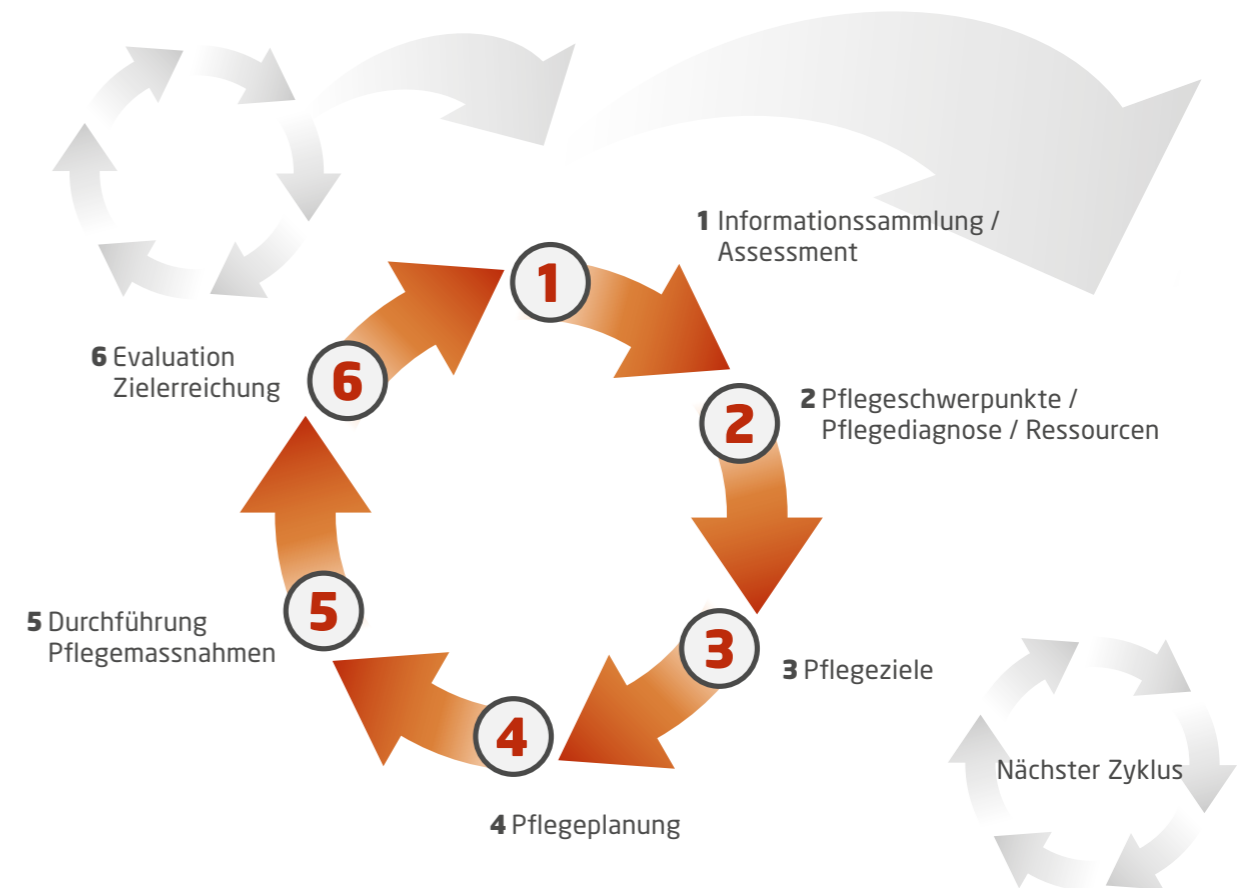 1 Informationssammlung /
Assessment
1
2 Pflegeschwerpunkte /
Pflegediagnose / Ressourcen
2
3
3 Pflegeziele
4
4 Pflegeplanung
5
5 Durchführung
Pflegemassnahmen
6 Evaluation
Zielerreichung
6
Nächster Zyklus